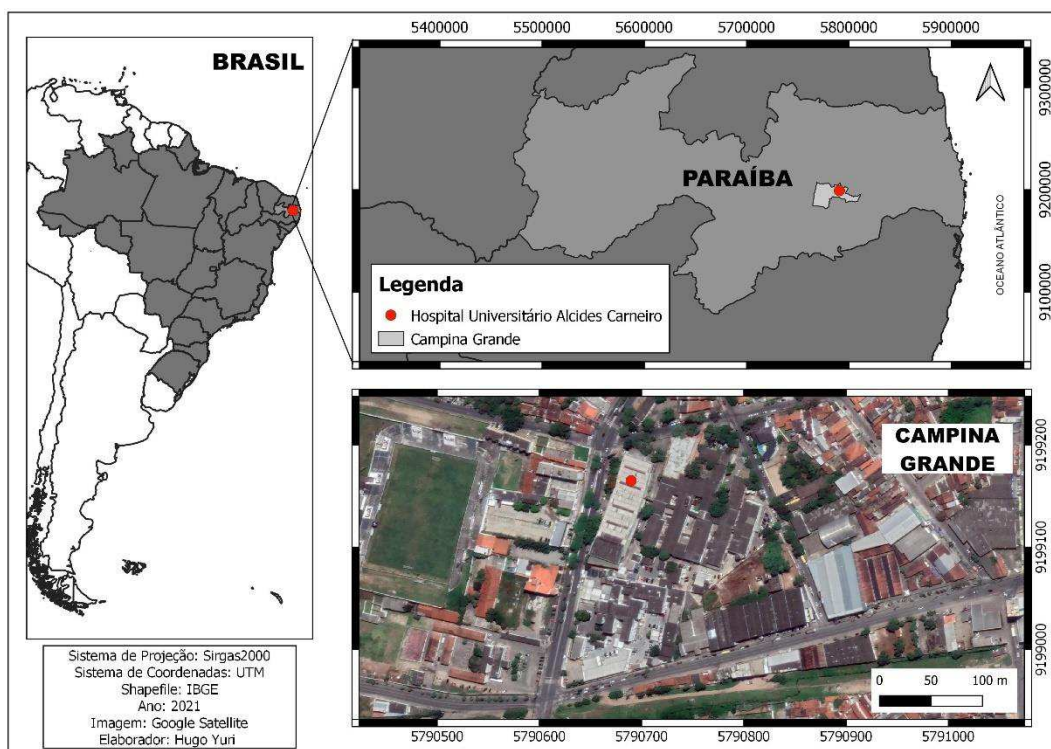 BRASIL
5400000 5500000 5600000 5700000 5800000 5900000
9300000
9200000
9100000
PARAÍBA
OCEANO ATLÂNTICO
Legenda
Hospital Universitário Alcides Carneiro
Campina Grande
CAMPINA
GRANDE
9199200
9199100
9199000
0 50 100 m
5790500 5790600 5790700 5790800 5790900 5791000
Sistema de Projeção: Sirgas2000
Sistema de Coordenadas: UTM
Shapefile: IBGE
Ano: 2021
Imagem: Google Satellite
Elaborador: Hugo Yuri